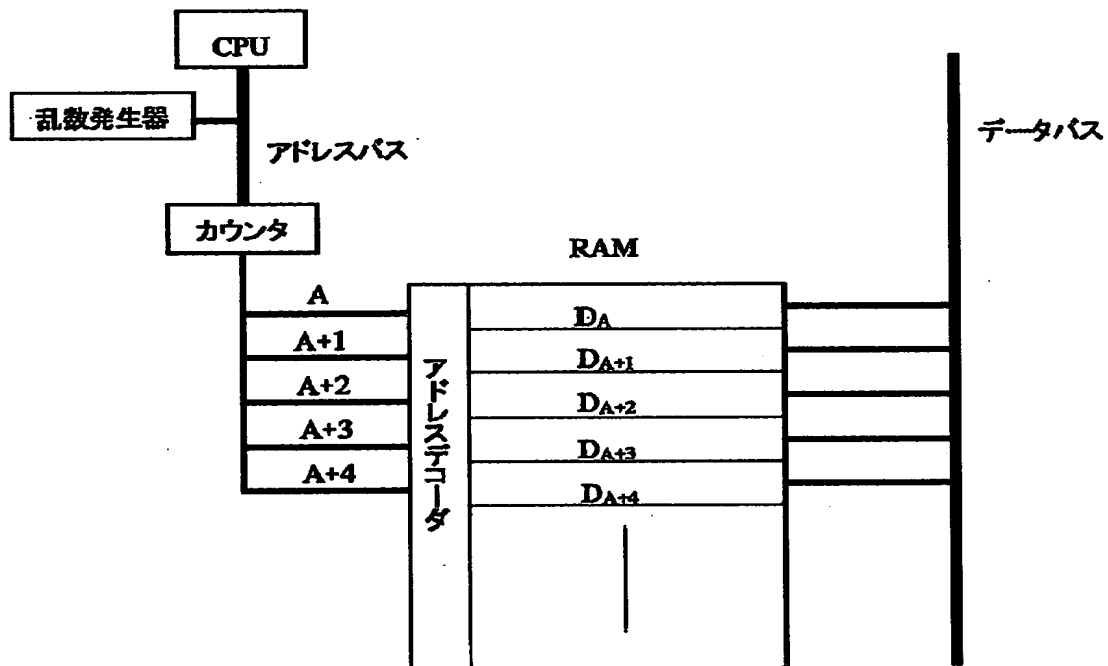 CPU
乱数発生器
アドレスバス
データバス
カウンタ
RAM
A
A+1
A+2
A+3
A+4
アドレスデコーダ
DA
DA+1
DA+2
DA+3
DA+4